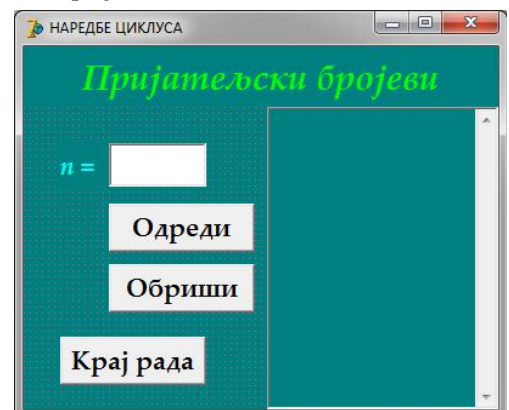 НАРЕДБЕ ЦИКЛУСА
Пријатељски бројеви
n =
Одреди
Обриши
Крај рада